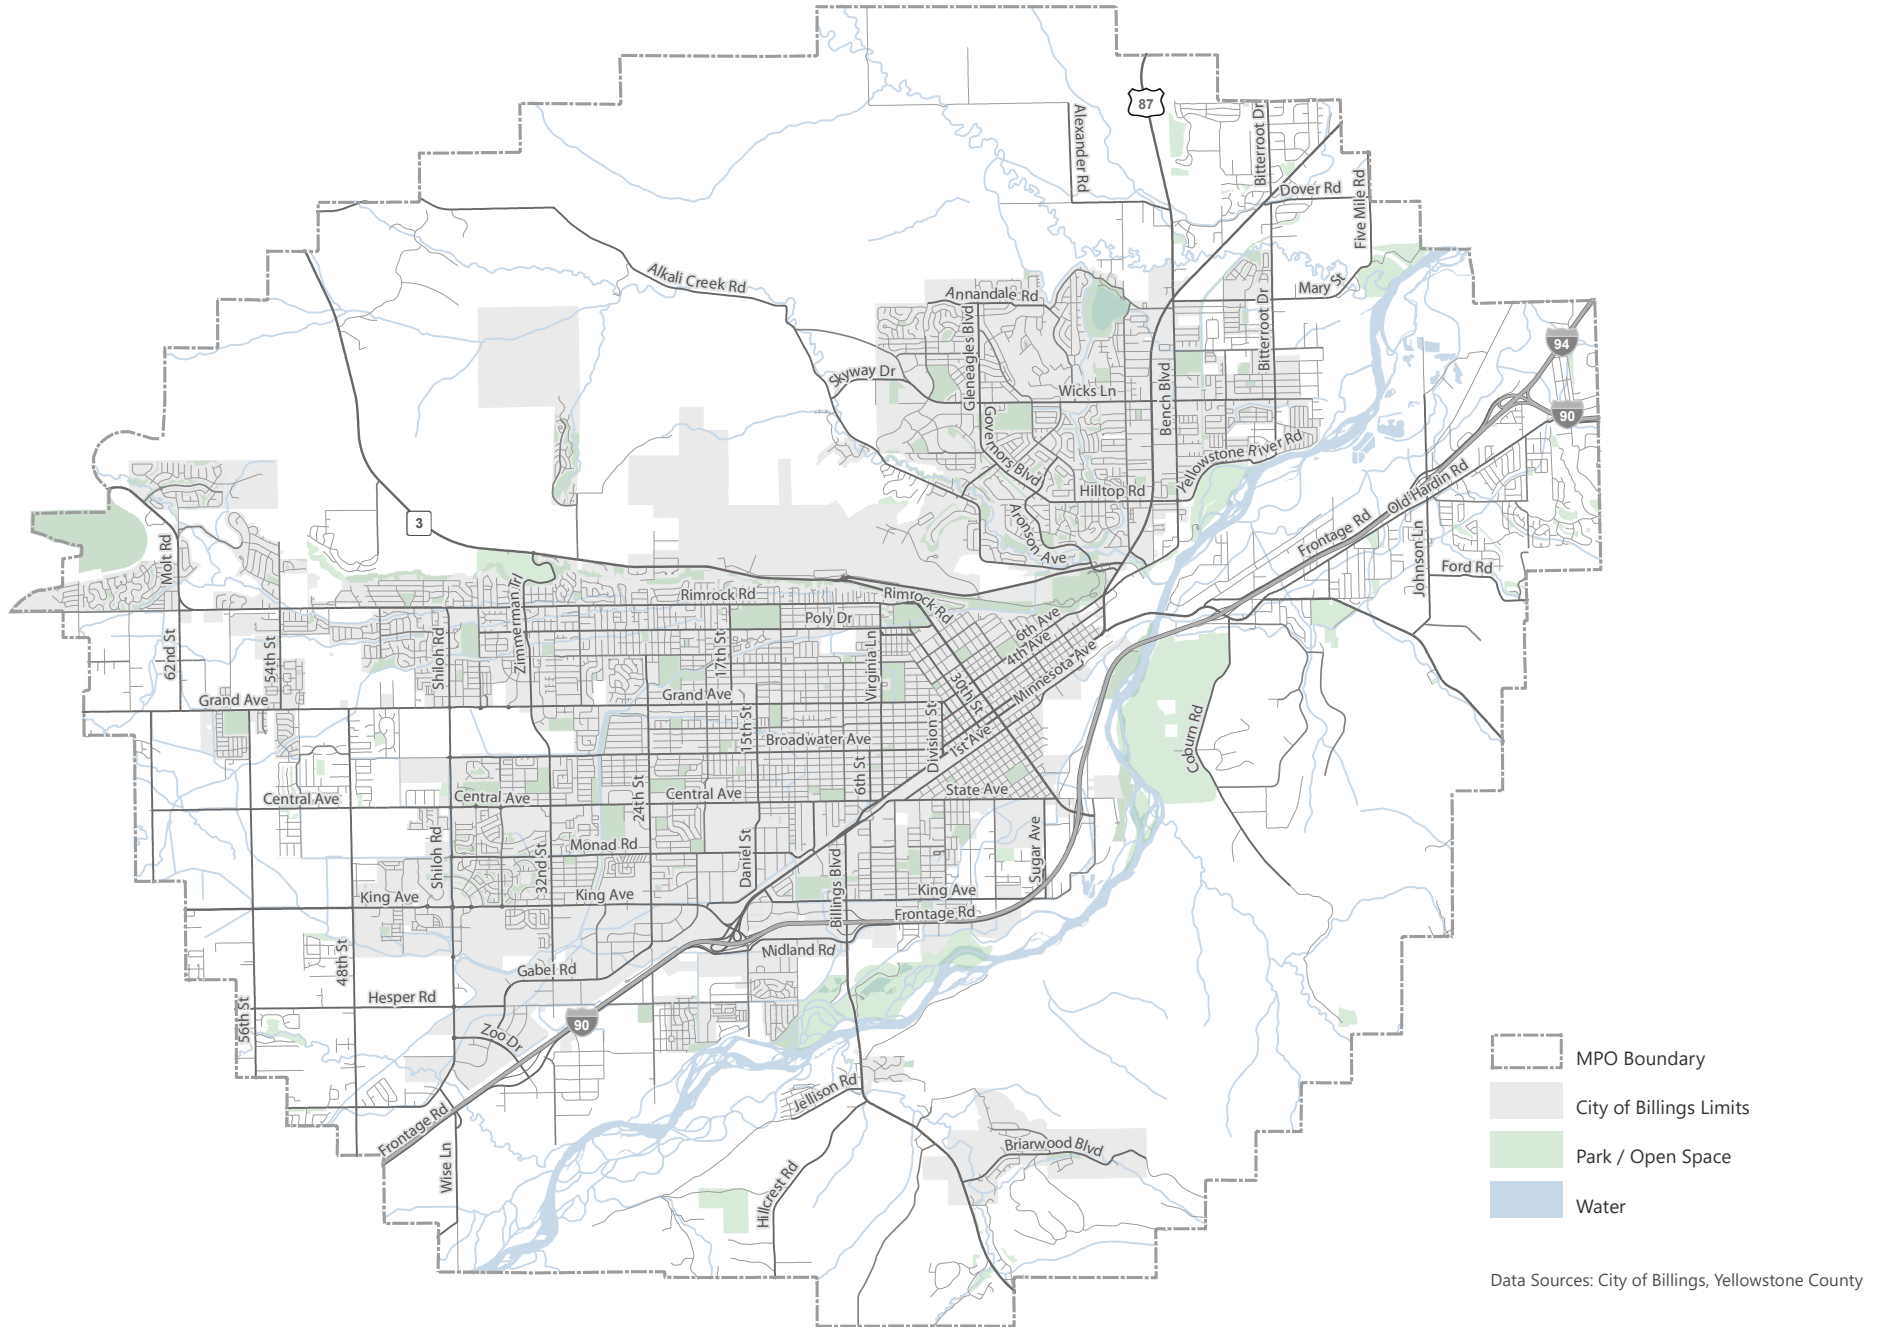 87
Alexander Rd
Bitterroot Dr
Dover Rd
Five Mile Rd
Alkali Creek Rd
Annandale Rd
Mary St
Bitterroot Dr
Gleneagles Blvd
94
Skyway Dr
Wicks Ln
Bench Blvd
90
Governors Blvd
Yellowstone River Rd
Hilltop Rd
Old Hardin Rd
3
Aronson Ave
Frontage Rd
Johnson Ln
Molt Rd
Ford Rd
Zimmerman Trl
Rimrock Rd
Rimrock Rd
Poly Dr
6th Ave
4th Ave
62nd St
54th St
Shiloh Rd
17th St
Virginia Ln
Minnesota Ave
Grand Ave
Grand Ave
30th St
15th St
Broadwater Ave
Division St
1st Ave
Coburn Rd
6th St
Central Ave
Central Ave
24th St
Central Ave
State Ave
Shiloh Rd
32nd St
Monad Rd
Daniel St
Billings Blvd
Sugar Ave
King Ave
King Ave
King Ave
Frontage Rd
48th St
Gabel Rd
Midland Rd
56th St
Hesper Rd
Zoo Dr
90
Jellison Rd
Frontage Rd
Wise Ln
Hillcrest Rd
Briarwood Blvd
MPO Boundary
City of Billings Limits
Park / Open Space
Water
Data Sources: City of Billings, Yellowstone County